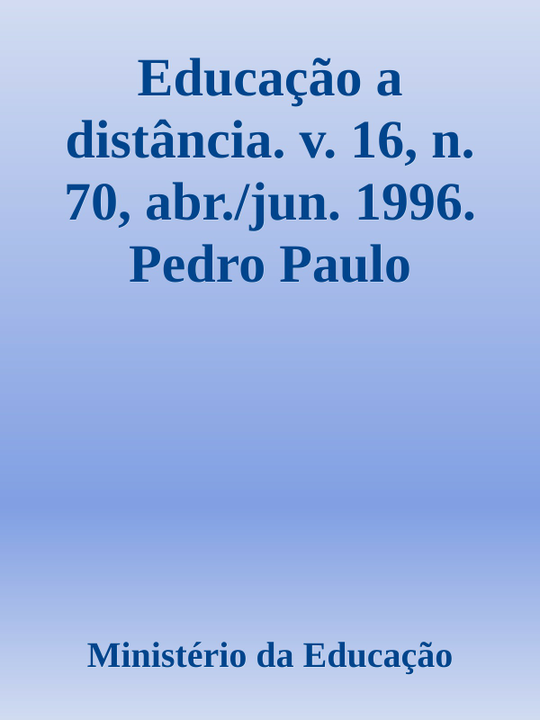 Educação a
distância. v. 16, n.
70, abr./jun. 1996.
Pedro Paulo
Ministério da Educação